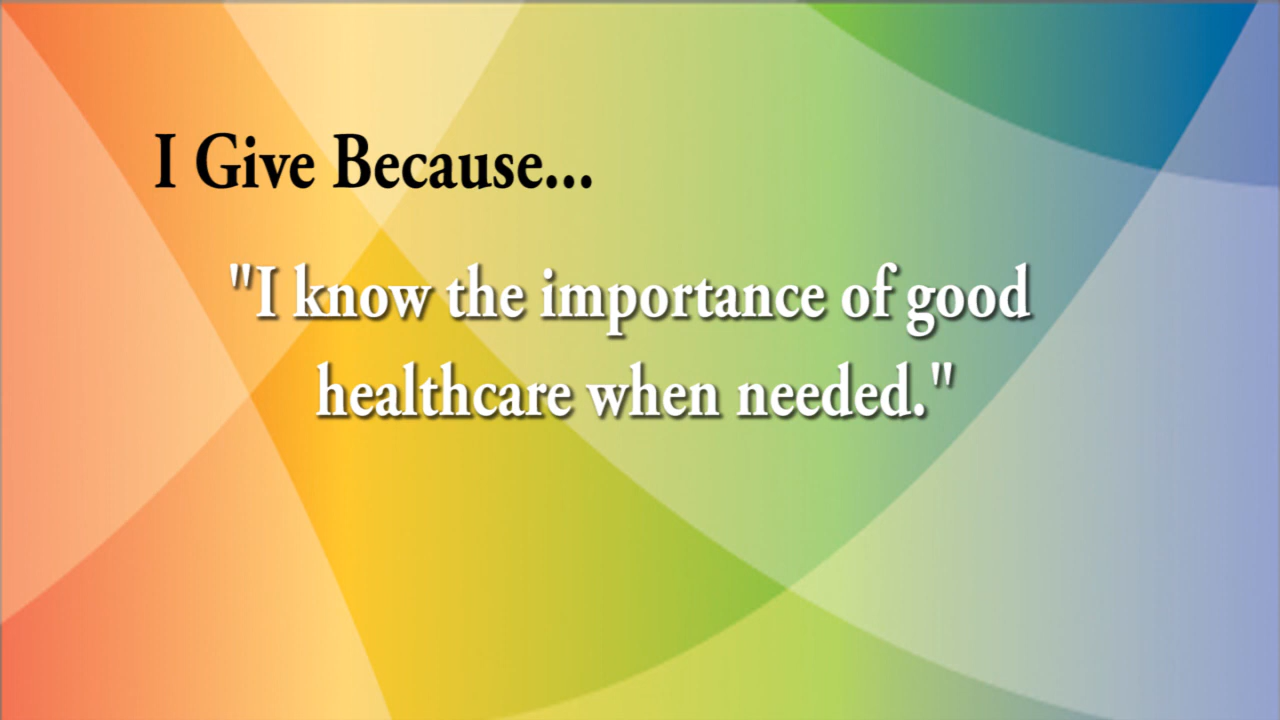 I Give Because...
"I know the importance of good
healthcare when needed."